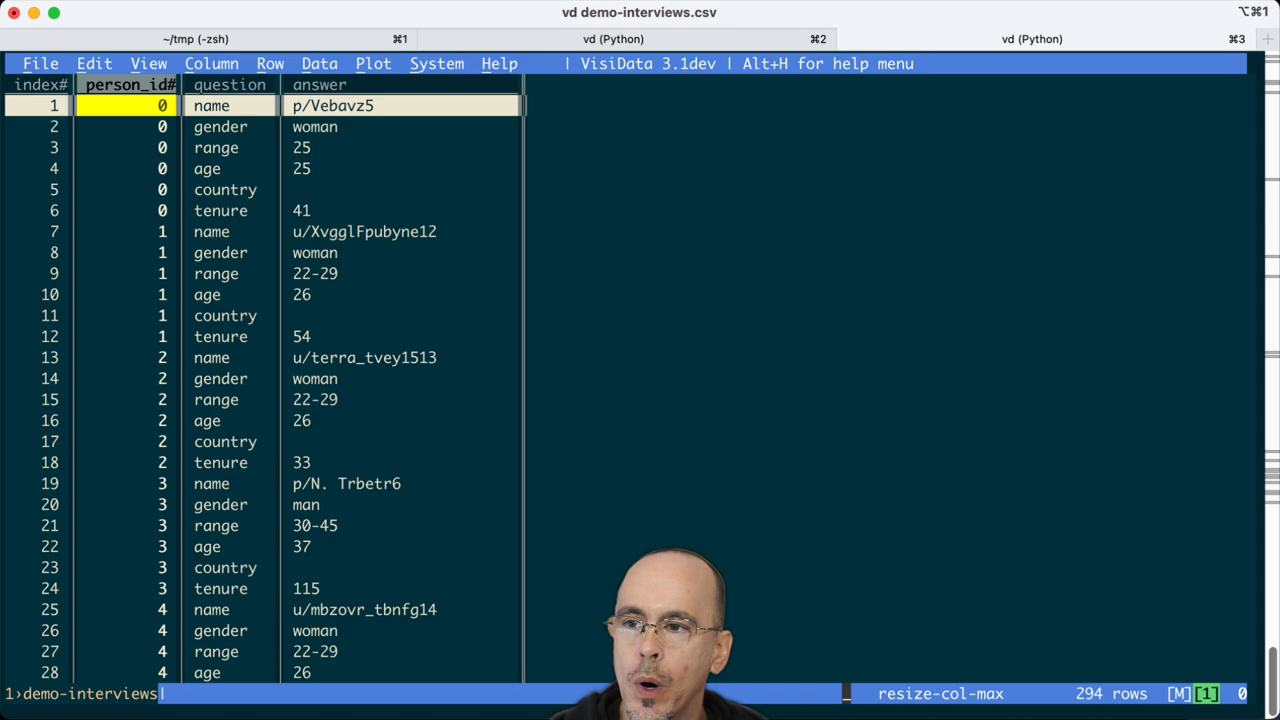 vd demo-interviews.csv
⌥⌘1
~/tmp (-zsh) ⌘1 vd (Python) ⌘2 vd (Python) ⌘3 +
File Edit View Column Row Data Plot System Help | VisiData 3.1dev | Alt+H for help menu
index# person_id# question answer
1 0 name p/Vebavz5
2 0 gender woman
3 0 range 25
4 0 age 25
5 0 country
6 0 tenure 41
7 1 name u/XvgglFpubyne12
8 1 gender woman
9 1 range 22-29
10 1 age 26
11 1 country
12 1 tenure 54
13 2 name u/terra_tvey1513
14 2 gender woman
15 2 range 22-29
16 2 age 26
17 2 country
18 2 tenure 33
19 3 name p/N. Trbetr6
20 3 gender man
21 3 range 30-45
22 3 age 37
23 3 country
24 3 tenure 115
25 4 name u/mbzovr_tbnfg14
26 4 gender woman
27 4 range 22-29
28 4 age 26
1›demo-interviews| resize-col-max 294 rows [M][1] 0